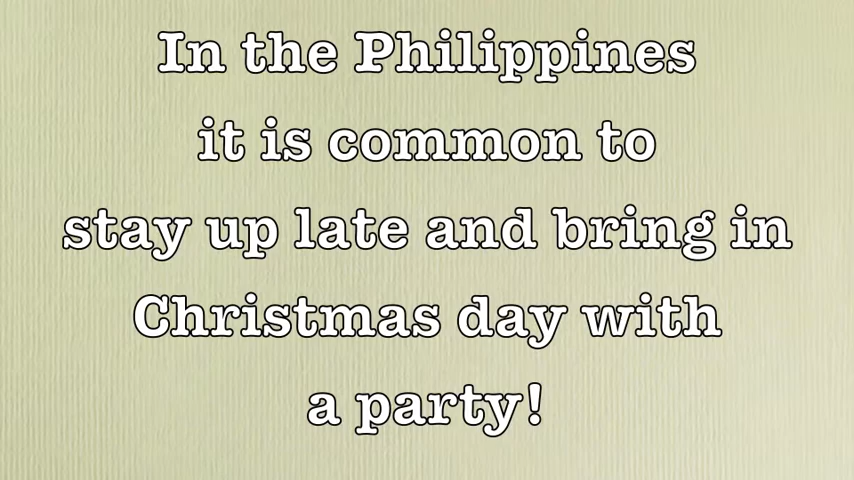 In the Philippines
it is common to
stay up late and bring in
Christmas day with
a party!